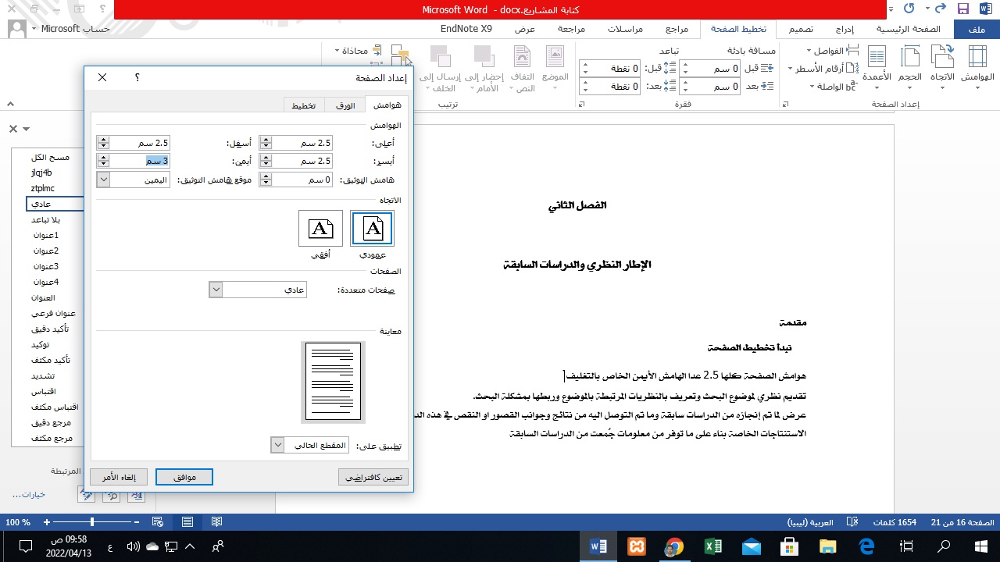 كتابة المشاريع.docx - Microsoft Word
حساب Microsoft
ملف
الصفحة الرئيسية
إدراج
تصميم
تخطيط الصفحة
مراجع
مراسلات
مراجعة
عرض
EndNote X9
الهوامش
الاتجاه
الحجم
الأعمدة
الفواصل
أرقام الأسطر
الواصلة
إعداد الصفحة
مسافة بادئة
قبل
0 سم
بعد
0 سم
تباعد
قبل:
0 نقطة
بعد:
0 نقطة
فقرة
الموضع
التفاف النص
إحضار إلى الأمام
إرسال إلى الخلف
محاذاة
ترتيب
إعداد الصفحة
؟
هوامش
الورق
تخطيط
الهوامش
أعلى:
2.5 سم
أسفل:
2.5 سم
أيسر:
2.5 سم
أيمن:
3 سم
هامش التوثيق:
0 سم
موقع هامش التوثيق:
اليمين
الاتجاه
عمودي
أفقي
الصفحات
صفحات متعددة:
عادي
معاينة
تطبيق على:
المقطع الحالي
تعيين كافتراضي
موافق
إلغاء الأمر
مسح الكل
jlqj4b
ztplmc
عادي
بلا تباعد
عنوان1
عنوان2
عنوان3
عنوان4
العنوان
عنوان فرعي
تأكيد دقيق
توكيد
تأكيد مكثف
تشديد
اقتباس
اقتباس مكثف
مرجع دقيق
مرجع مكثف
المرتبطة
خيارات...
الفصل الثاني
الإطار النظري والدراسات السابقة
مقدمة
نبدأ تخطيط الصفحة
هوامش الصفحة كلها 2.5 عدا الهامش الأيمن الخاص بالتغليف
تقديم نظري لموضوع البحث وتعريف بالنظريات المرتبطة بالموضوع وربطها بمشكلة البحث.
عرض لما تم إنجازه من الدراسات سابقة وما تم التوصل اليه من نتائج وجوانب القصور او النقص في هذه الد
الاستنتاجات الخاصة بناء على ما توفر من معلومات جُمعت من الدراسات السابقة
الصفحة 16 من 21
1654 كلمات
العربية (ليبيا)
100 %
09:58 ص
ع
2022/04/13